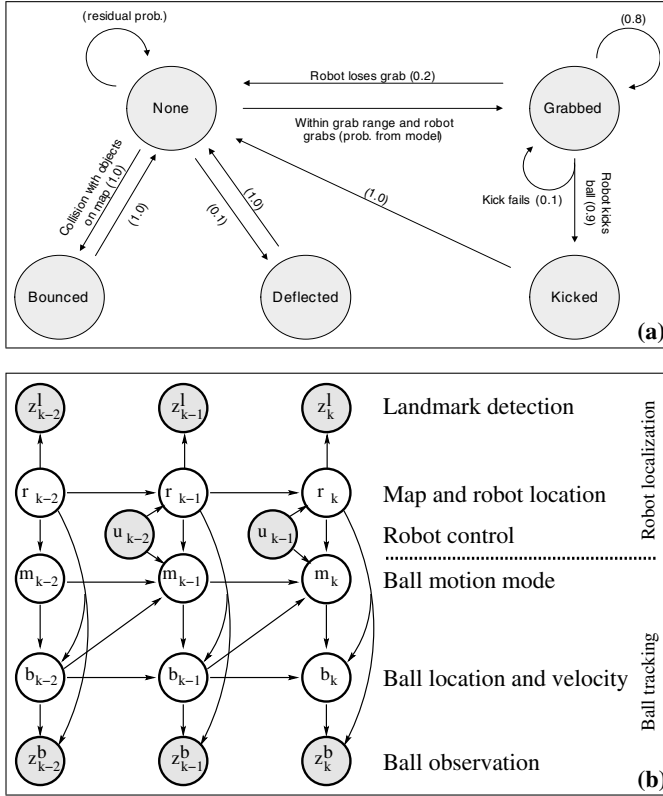 (residual prob.)
(0.8)
None
Robot loses grab (0.2)
Grabbed
Within grab range and robot
grabs (prob. from model)
Collision with objects
on map (1.0)
(1.0)
(0.1)
(1.0)
(1.0)
Kick fails (0.1)
Robot kicks
ball (0.9)
Bounced
Deflected
Kicked
(a)
z^l_{k-2}
z^l_{k-1}
z^l_k
Landmark detection
r_{k-2}
r_{k-1}
r_k
Map and robot location
u_{k-2}
u_{k-1}
Robot control
Robot localization
m_{k-2}
m_{k-1}
m_k
Ball motion mode
b_{k-2}
b_{k-1}
b_k
Ball location and velocity
z^b_{k-2}
z^b_{k-1}
z^b_k
Ball observation
Ball tracking
(b)